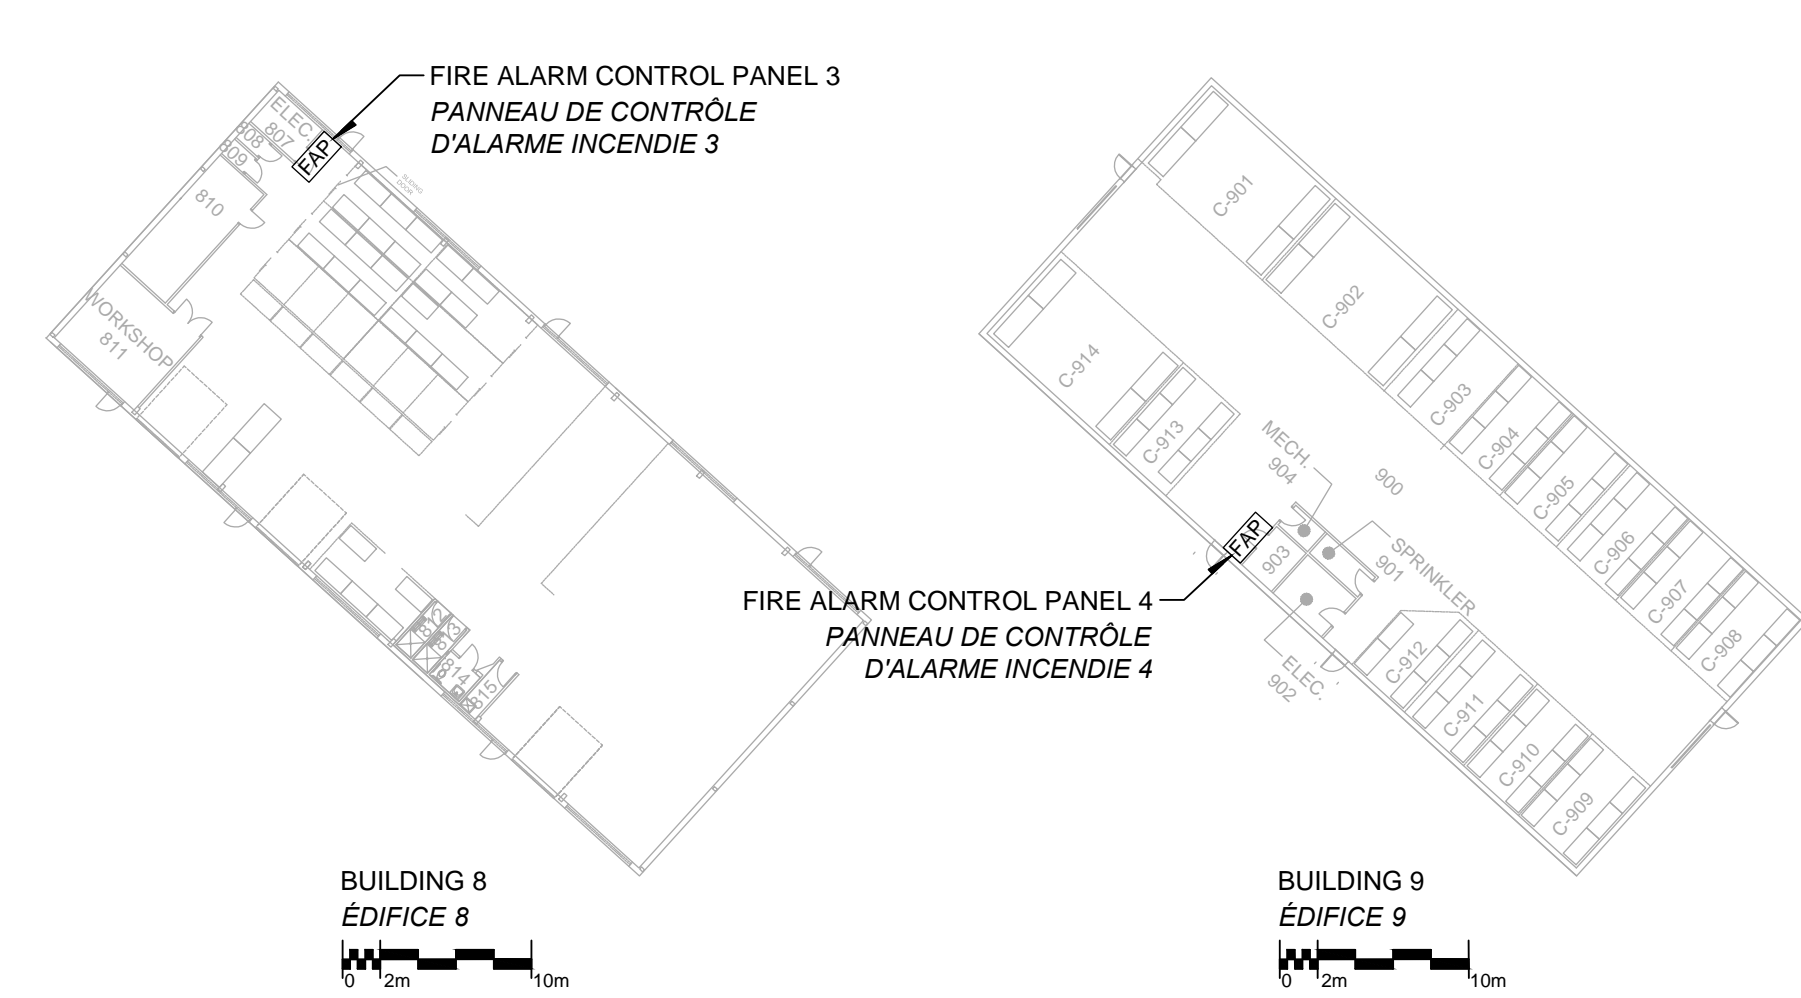 FIRE ALARM CONTROL PANEL 3
PANNEAU DE CONTRÔLE
D'ALARME INCENDIE 3
ELEC.
807
808
809
FAP
SLIDING
DOOR
810
WORKSHOP
811
812
813
814
815
BUILDING 8
ÉDIFICE 8
0 2m 10m
C-901
C-902
C-903
C-904
C-905
C-906
C-907
C-908
C-914
C-913
MECH.
904
900
FAP
903
SPRINKLER
901
FIRE ALARM CONTROL PANEL 4
PANNEAU DE CONTRÔLE
D'ALARME INCENDIE 4
ELEC.
902
C-912
C-911
C-910
C-909
BUILDING 9
ÉDIFICE 9
0 2m 10m